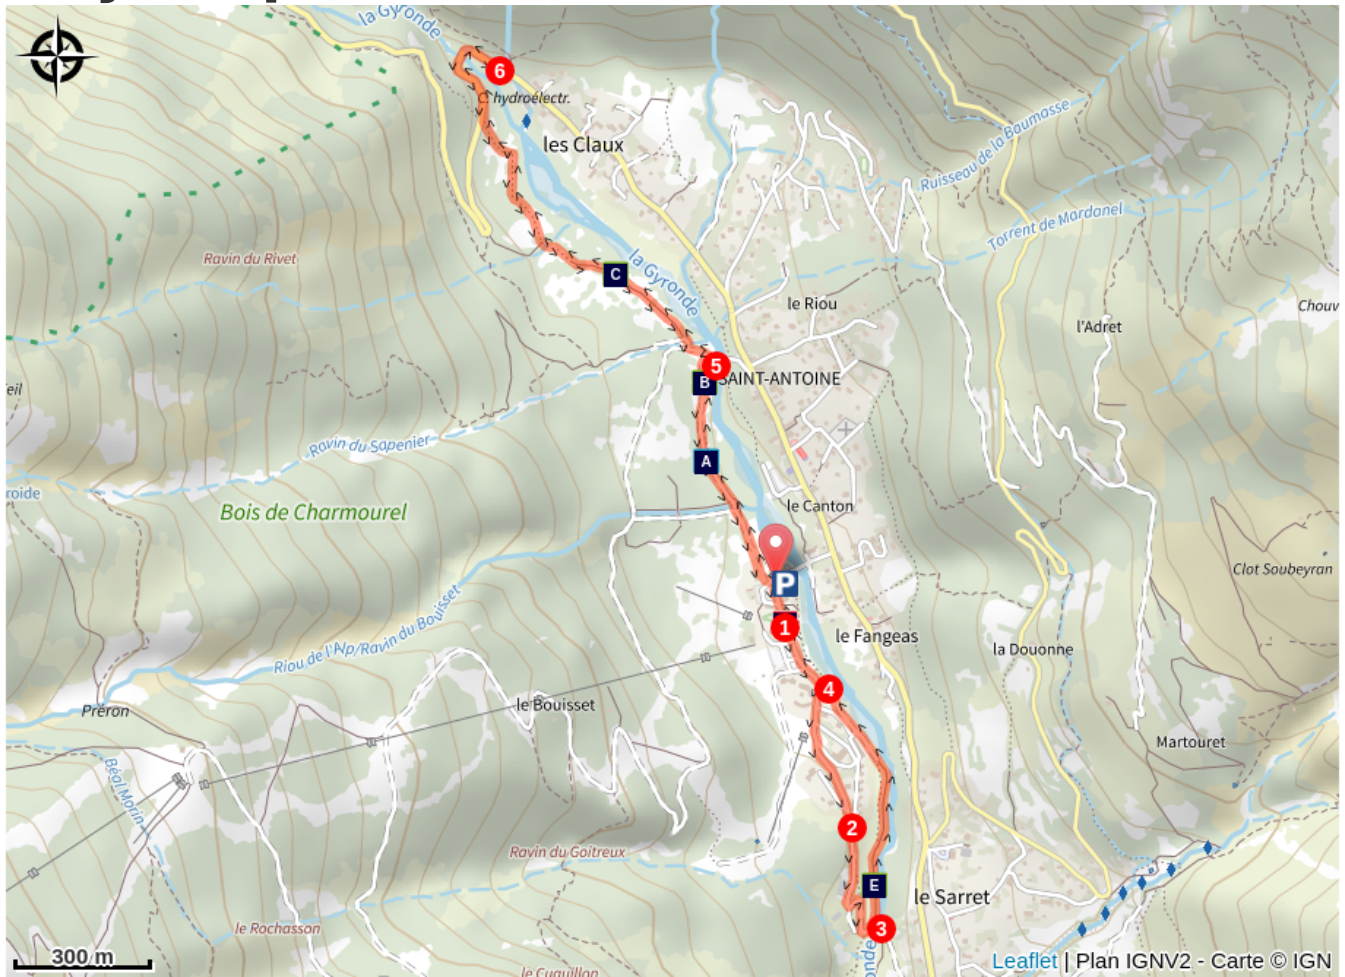 la Gyronde
6
C. hydroélectr.
les Claux
Ruisseau de la Baumasse
Torrent de Mordanel
Ravin du Rivet
C
la Gyronde
le Riou
l'Adret
Chouv
5
B
SAINT-ANTOINE
eil
Ravin du Sapenier
A
roide
Bois de Charmourel
le Canton
Clot Soubeyran
P
1
le Fangeas
la Douonne
Riou de l'Alp/Ravin du Bouisset
4
Préron
le Bouisset
Martouret
Béal Morin
2
Ravin du Goitreux
E
le Sarret
le Rochasson
3
300 m
onde
le Cuguillon
Leaflet | Plan IGNV2 - Carte © IGN